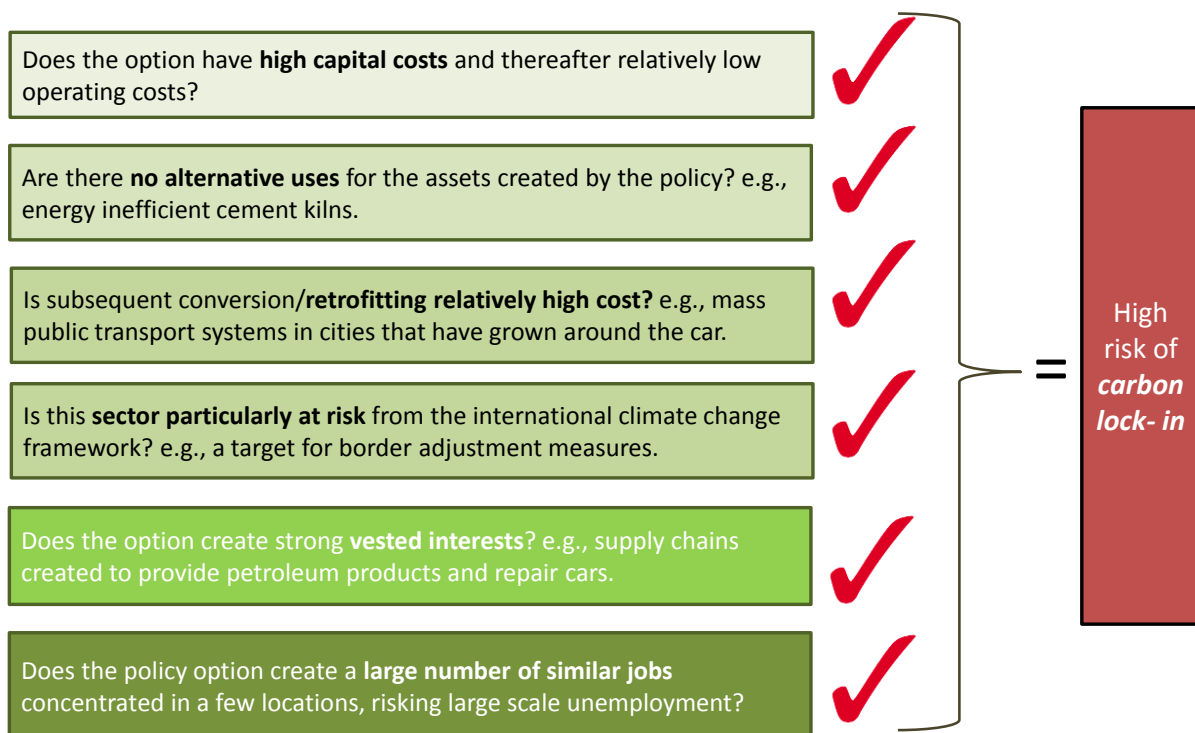 Does the option have high capital costs and thereafter relatively low
operating costs?
Are there no alternative uses for the assets created by the policy? e.g.,
energy inefficient cement kilns.
Is subsequent conversion/retrofitting relatively high cost? e.g., mass
public transport systems in cities that have grown around the car.
Is this sector particularly at risk from the international climate change
framework? e.g., a target for border adjustment measures.
Does the option create strong vested interests? e.g., supply chains
created to provide petroleum products and repair cars.
Does the policy option create a large number of similar jobs
concentrated in a few locations, risking large scale unemployment?
=
High
risk of
carbon
lock- in